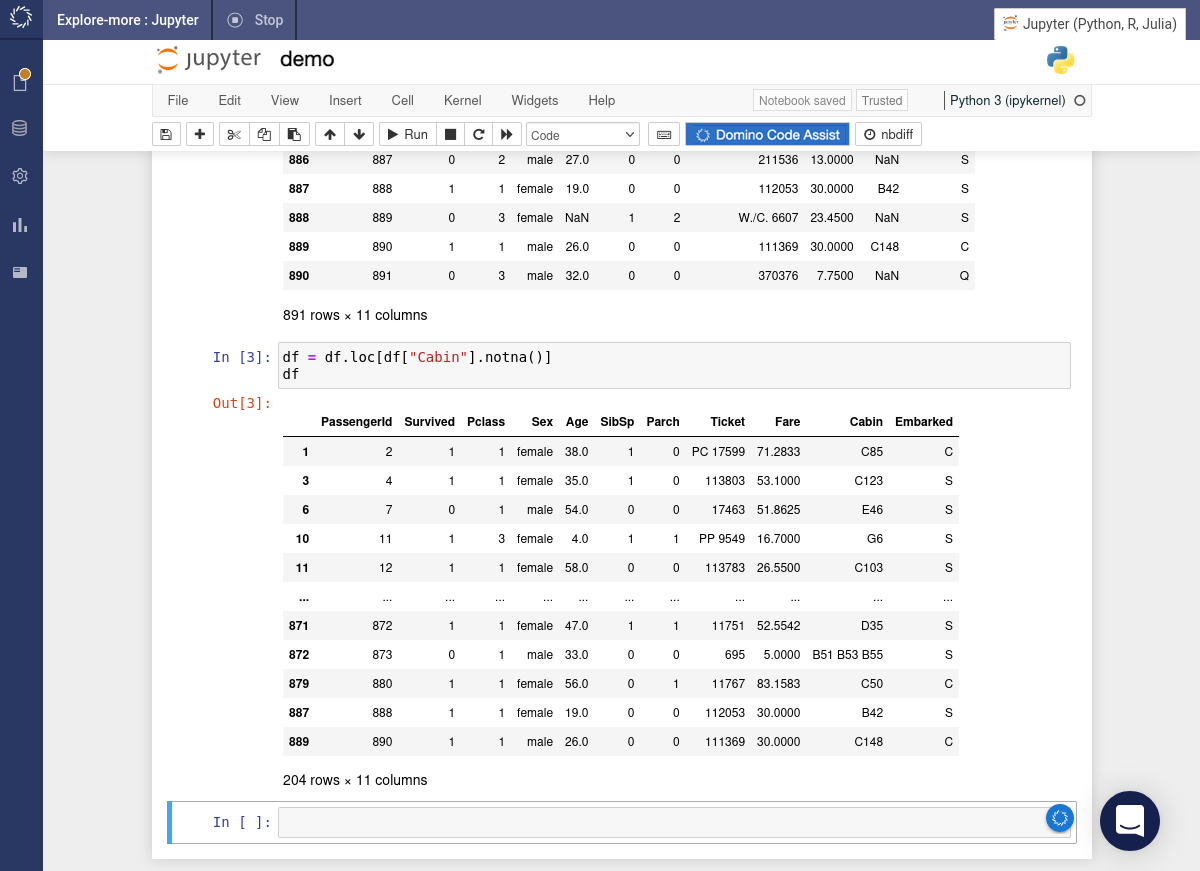 Explore-more : Jupyter Stop
Jupyter (Python, R, Julia)
jupyter demo
File Edit View Insert Cell Kernel Widgets Help Notebook saved Trusted Python 3 (ipykernel)
Run Code Domino Code Assist nbdiff
886 887 0 2 male 27.0 0 0 211536 13.0000 NaN S
887 888 1 1 female 19.0 0 0 112053 30.0000 B42 S
888 889 0 3 female NaN 1 2 W./C. 6607 23.4500 NaN S
889 890 1 1 male 26.0 0 0 111369 30.0000 C148 C
890 891 0 3 male 32.0 0 0 370376 7.7500 NaN Q
891 rows × 11 columns
In [3]: df = df.loc[df["Cabin"].notna()]
df
Out[3]:
PassengerId Survived Pclass Sex Age SibSp Parch Ticket Fare Cabin Embarked
1 2 1 1 female 38.0 1 0 PC 17599 71.2833 C85 C
3 4 1 1 female 35.0 1 0 113803 53.1000 C123 S
6 7 0 1 male 54.0 0 0 17463 51.8625 E46 S
10 11 1 3 female 4.0 1 1 PP 9549 16.7000 G6 S
11 12 1 1 female 58.0 0 0 113783 26.5500 C103 S
... ... ... ... ... ... ... ... ... ... ... ...
871 872 1 1 female 47.0 1 1 11751 52.5542 D35 S
872 873 0 1 male 33.0 0 0 695 5.0000 B51 B53 B55 S
879 880 1 1 female 56.0 0 1 11767 83.1583 C50 C
887 888 1 1 female 19.0 0 0 112053 30.0000 B42 S
889 890 1 1 male 26.0 0 0 111369 30.0000 C148 C
204 rows × 11 columns
In [ ]: